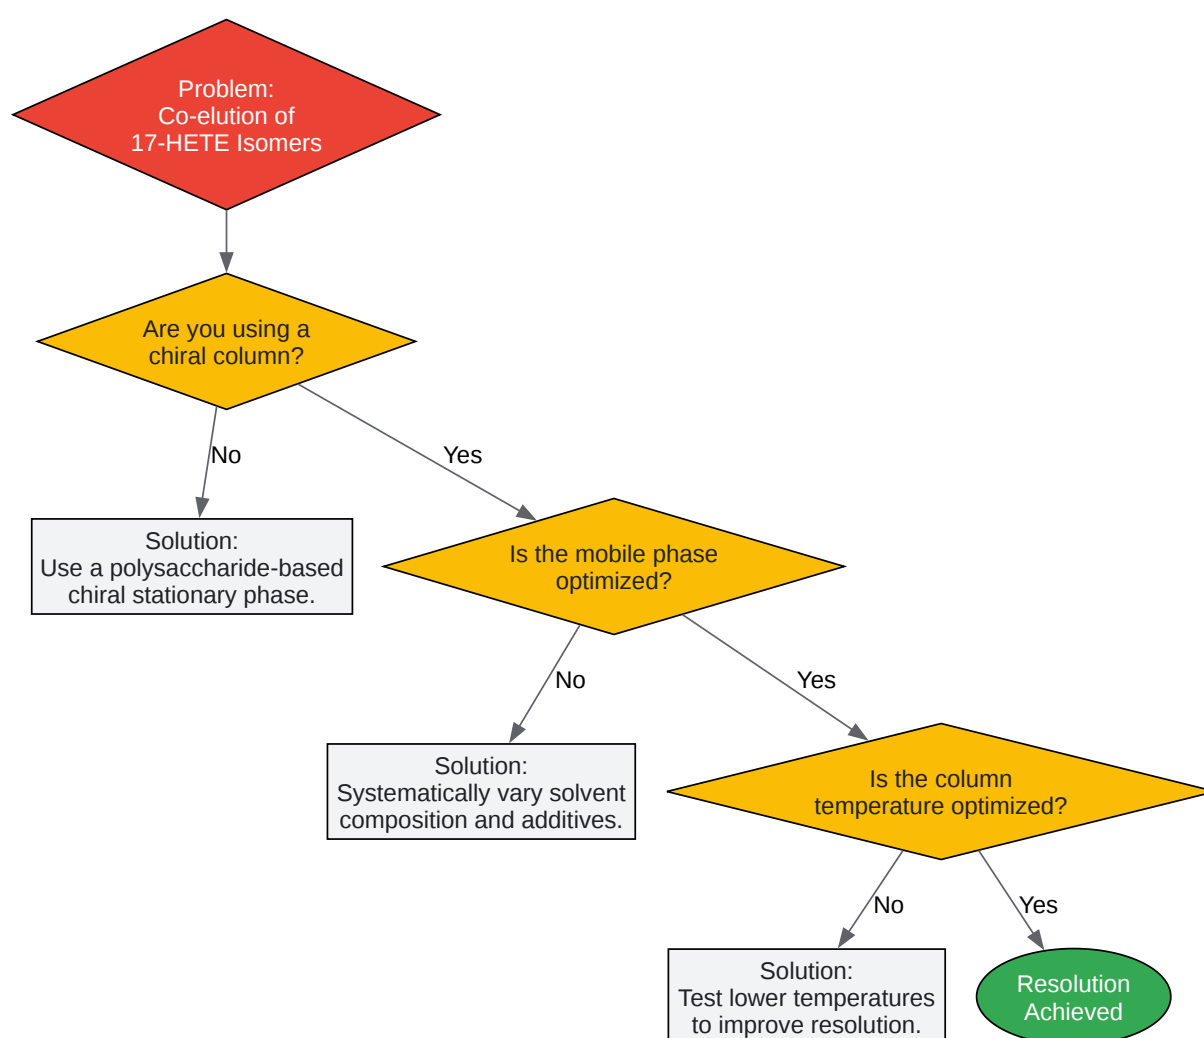 Problem:
Co-elution of
17-HETE Isomers
Are you using a
chiral column?
No
Yes
Solution:
Use a polysaccharide-based
chiral stationary phase.
Is the mobile phase
optimized?
No
Yes
Solution:
Systematically vary solvent
composition and additives.
Is the column
temperature optimized?
No
Yes
Solution:
Test lower temperatures
to improve resolution.
Resolution
Achieved